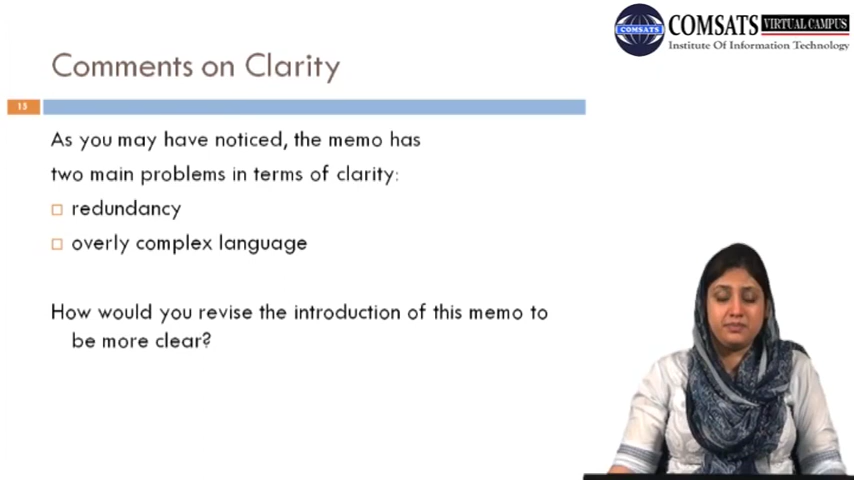 COMSATS VIRTUAL CAMPUS
COMSATS
Institute Of Information Technology
Comments on Clarity
15
As you may have noticed, the memo has
two main problems in terms of clarity:
redundancy
overly complex language
How would you revise the introduction of this memo to
be more clear?